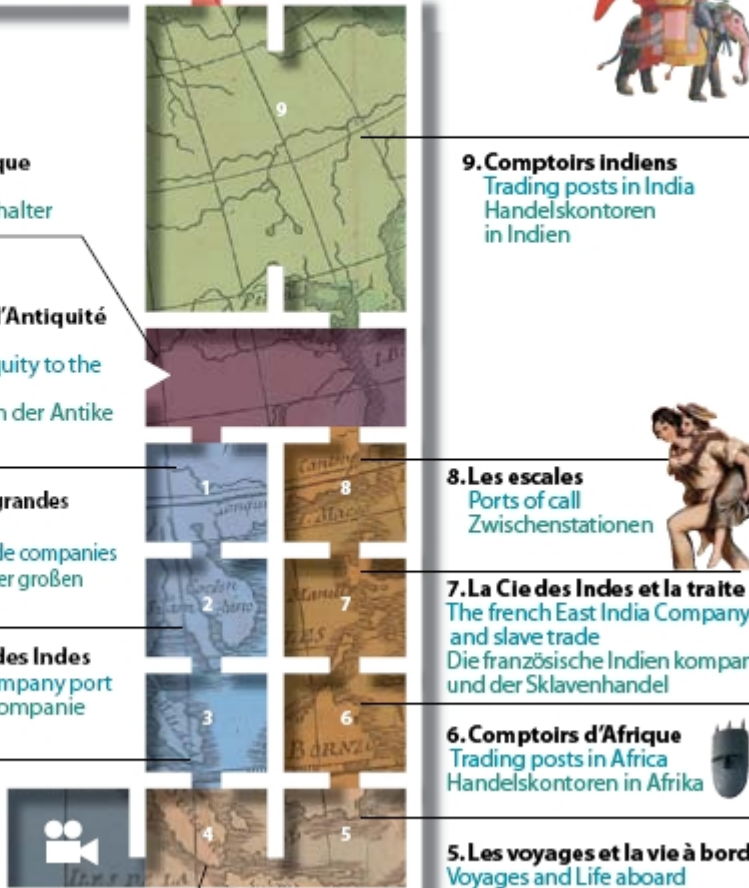 que
halter
l'Antiquité
quity to the
n der Antike
grandes
de companies
er großen
des Indes
mpany port
ompanie
9
1
8
2
7
3
6
BORNEO
4
5
9. Comptoirs indiens
Trading posts in India
Handelskontoren
in Indien
8. Les escales
Ports of call
Zwischenstationen
7. La Cie des Indes et la traite
The french East India Company
and slave trade
Die französische Indien kompan
und der Sklavenhandel
6. Comptoirs d'Afrique
Trading posts in Africa
Handelskontoren in Afrika
5. Les voyages et la vie à bord
Voyages and Life aboard